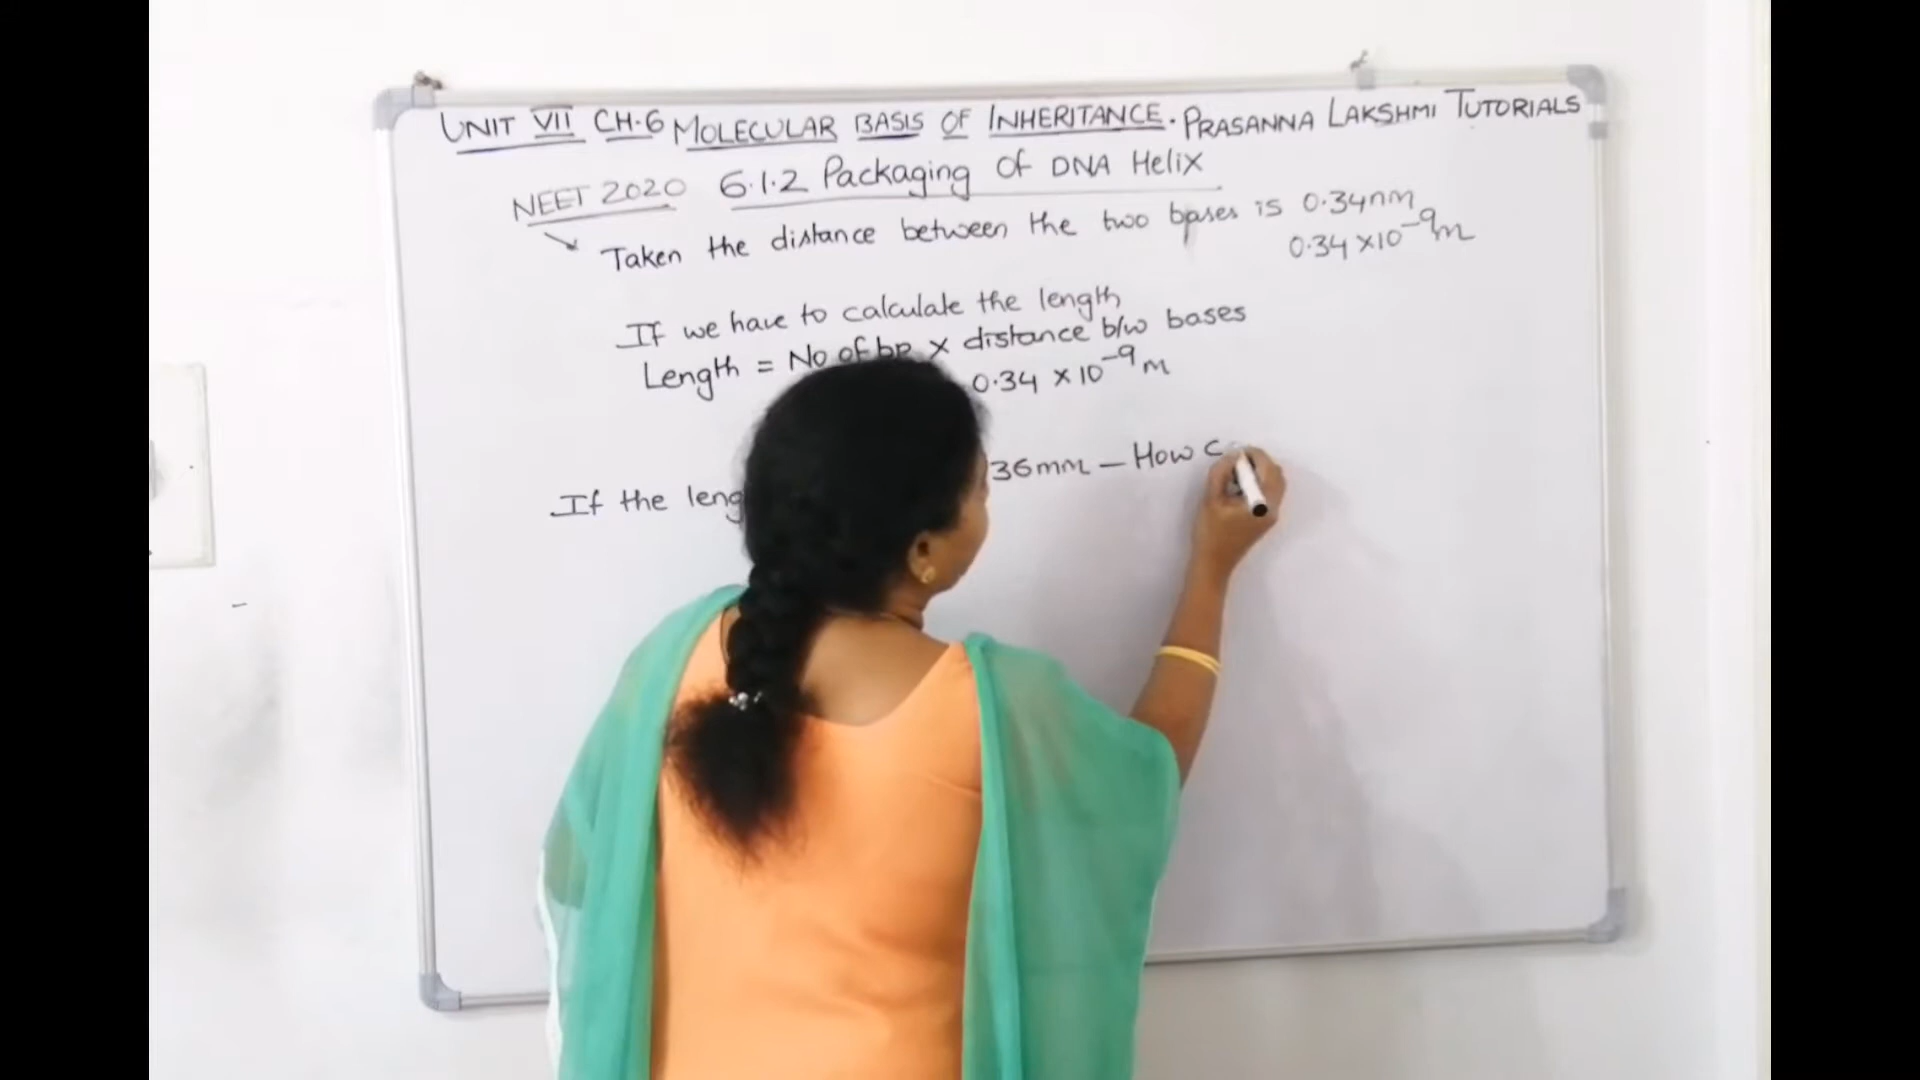 UNIT VII CH·6 MOLECULAR BASIS OF INHERITANCE. PRASANNA LAKSHMI TUTORIALS
NEET 2020 6.1.2 Packaging Of DNA Helix
Taken the distance between the two bases is 0.34nm
0.34 ×10⁻⁹m
If we have to calculate the length
Length = No of bp × distance b/w bases
0.34 ×10⁻⁹m
If the leng 36mm – How c